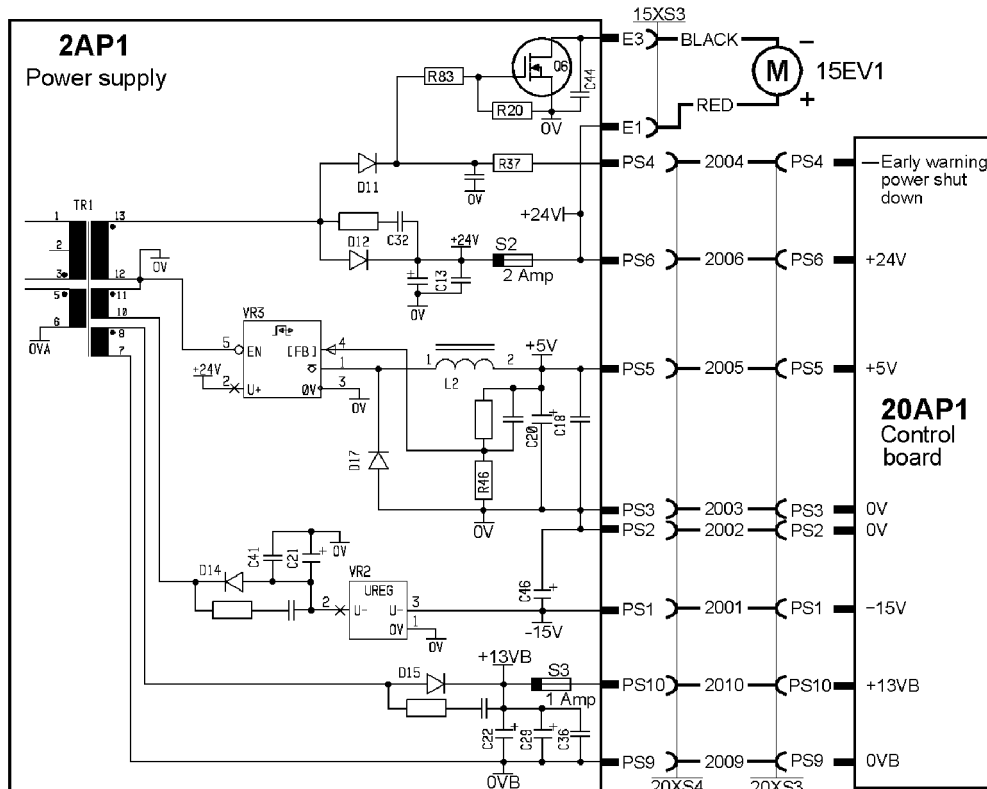 15XS3
2AP1
Power supply
E3
BLACK
–
M
15EV1
+
Q6
C44
R83
R20
0V
RED
E1
D11
R37
0V
PS4
2004
PS4
Early warning
power shut
down
TR1
1
13
2
3
12
0V
5
11
6
10
8
7
0VA
D12
C32
+24V
+24V
S2
2 Amp
+
C13
0V
PS6
2006
PS6
+24V
VR3
5
EN
[FB]
4
1
+24V
2
U+
0V
3
0V
1
2
L2
+5V
PS5
2005
PS5
+5V
20AP1
Control
board
D17
R46
C20
+
C18
0V
PS3
2003
PS3
0V
PS2
2002
PS2
0V
D14
C41
C21
+
0V
VR2
UREG
2
U-
U-
3
0V
1
0V
C46
+
-15V
PS1
2001
PS1
–15V
D15
+13VB
S3
1 Amp
PS10
2010
PS10
+13VB
C22
+
C29
+
C36
0VB
PS9
2009
PS9
0VB
20XS4
20XS3